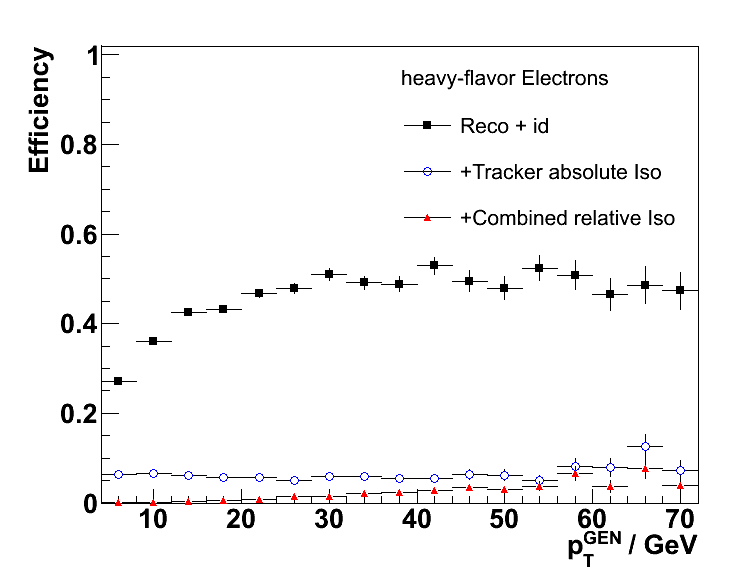 Efficiency
1
0.8
0.6
0.4
0.2
0
heavy-flavor Electrons
Reco + id
+Tracker absolute Iso
+Combined relative Iso
10 20 30 40 50 60 70
p_T^GEN / GeV